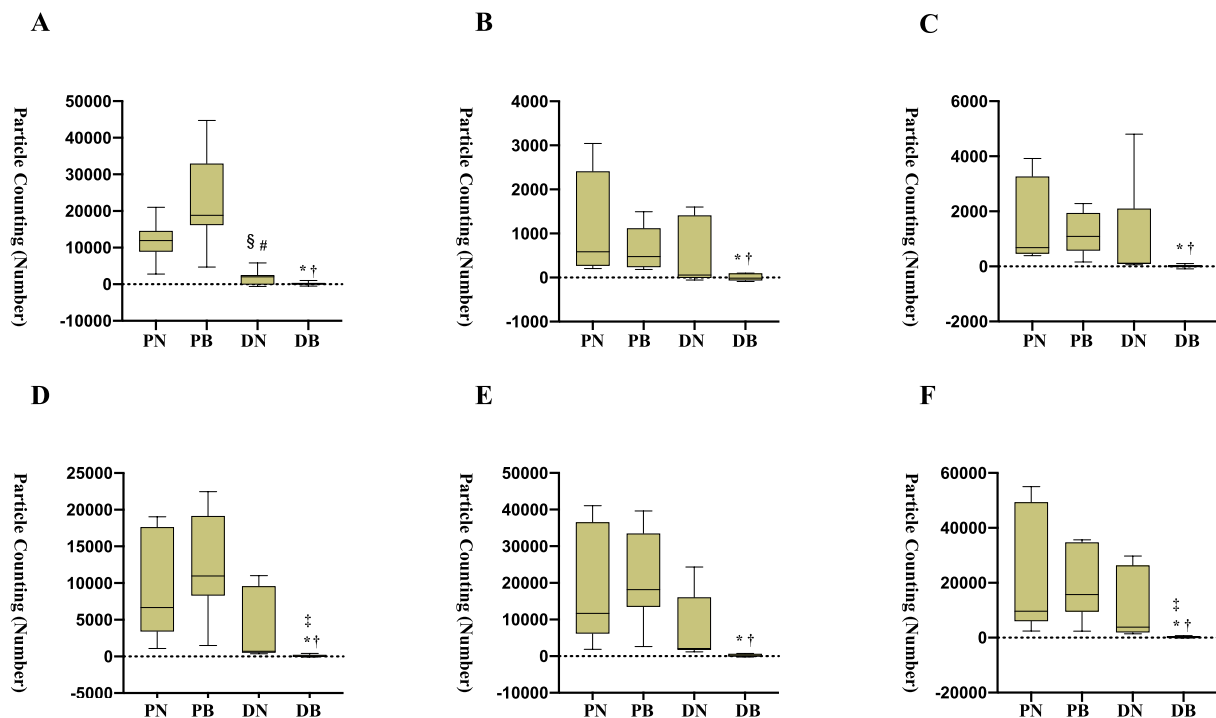 A
Particle Counting (Number)
50000
40000
30000
20000
10000
0
-10000
§ #
* †
PN PB DN DB
B
Particle Counting (Number)
4000
3000
2000
1000
0
-1000
* †
PN PB DN DB
C
Particle Counting (Number)
6000
4000
2000
0
-2000
* †
PN PB DN DB
D
Particle Counting (Number)
25000
20000
15000
10000
5000
0
-5000
‡
* †
PN PB DN DB
E
Particle Counting (Number)
50000
40000
30000
20000
10000
0
-10000
* †
PN PB DN DB
F
Particle Counting (Number)
60000
40000
20000
0
-20000
‡
* †
PN PB DN DB